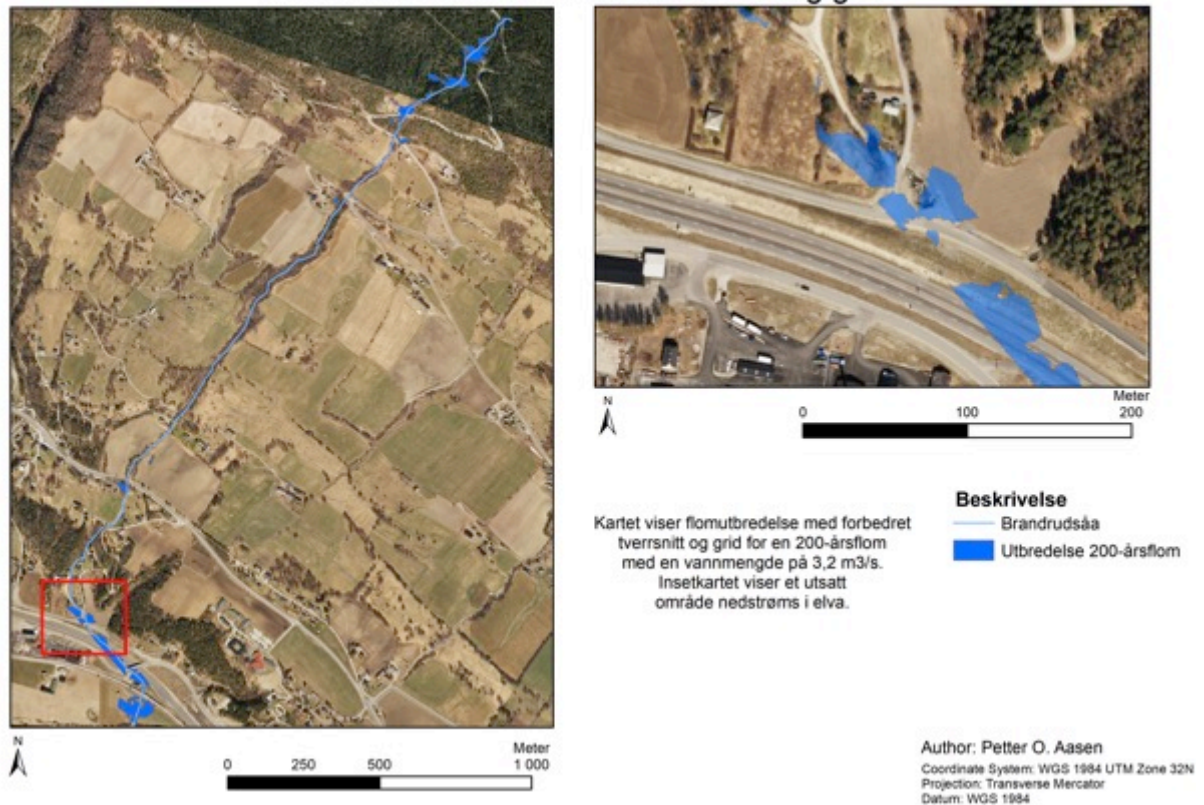 N
Meter
0
250
500
1 000
N
Meter
0
100
200
Kartet viser flomutbredelse med forbedret
tverrsnitt og grid for en 200-årsflom
med en vannmengde på 3,2 m3/s.
Insetkartet viser et utsatt
område nedstrøms i elva.
Beskrivelse
Brandrudsåa
Utbredelse 200-årsflom
Author: Petter O. Aasen
Coordinate System: WGS 1984 UTM Zone 32N
Projection: Transverse Mercator
Datum: WGS 1984